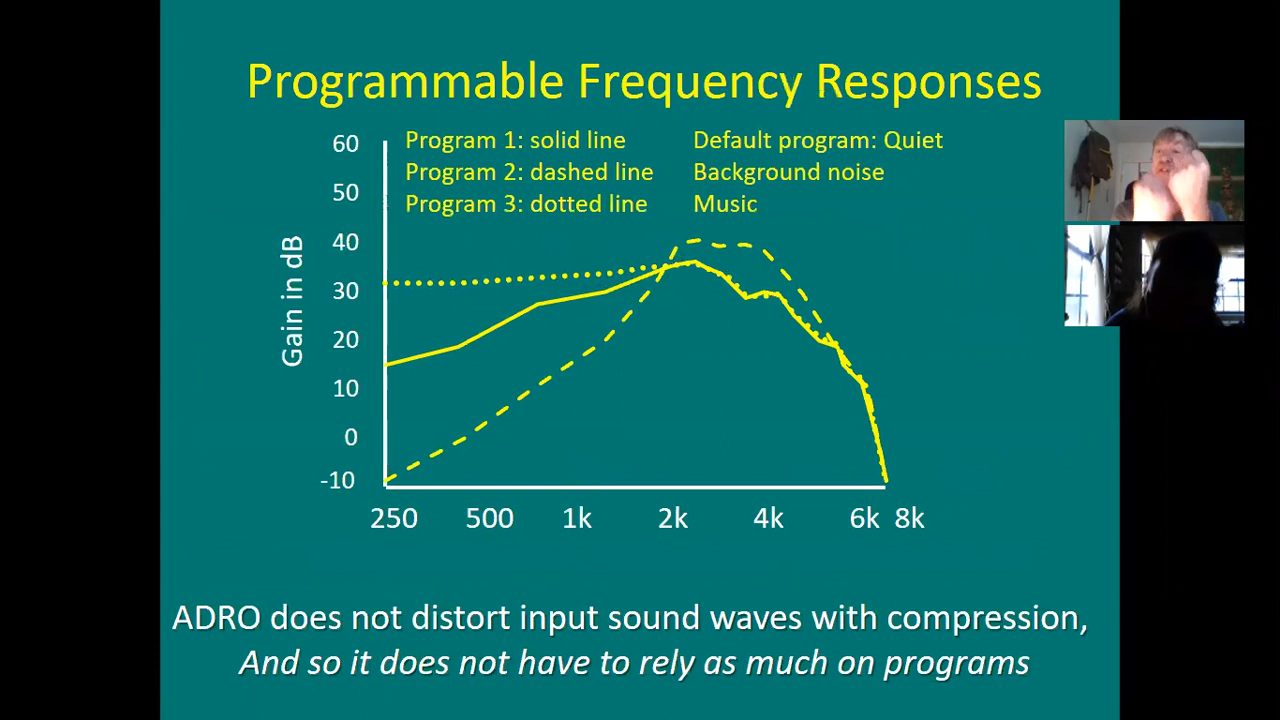 Programmable Frequency Responses
Program 1: solid line Default program: Quiet
Program 2: dashed line Background noise
Program 3: dotted line Music
Gain in dB
60
50
40
30
20
10
0
-10
250 500 1k 2k 4k 6k 8k
ADRO does not distort input sound waves with compression,
And so it does not have to rely as much on programs